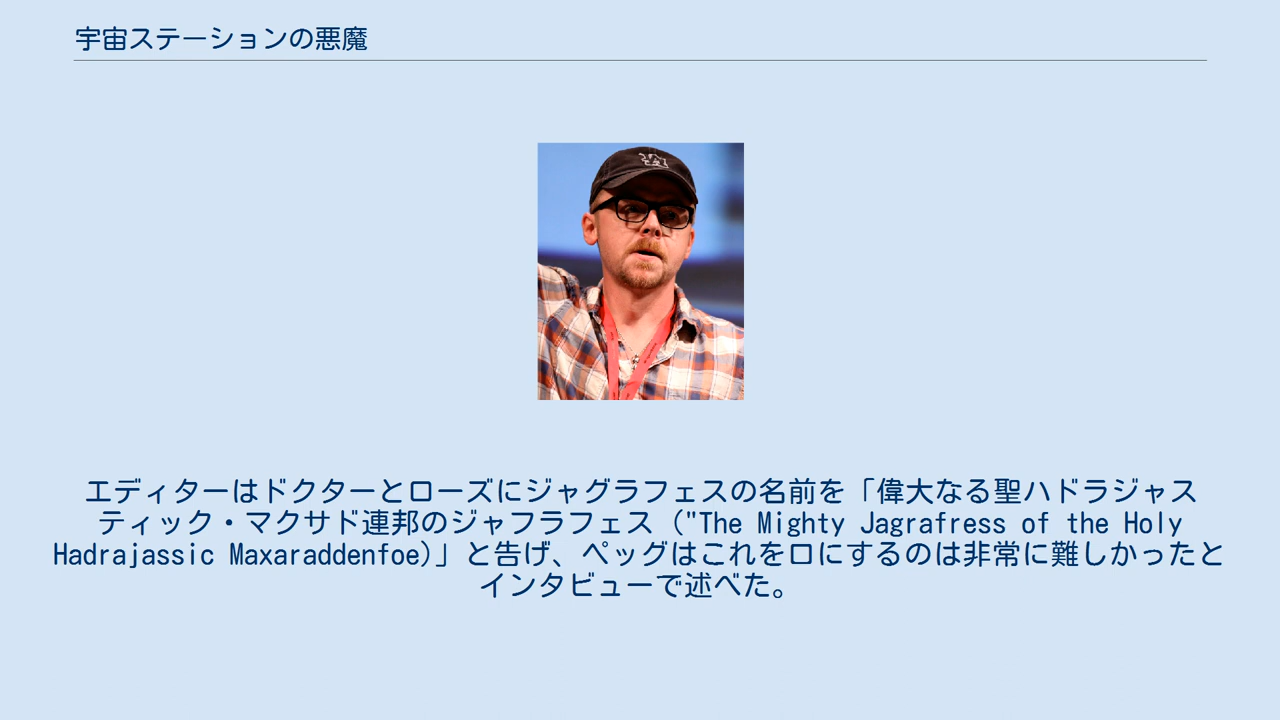 宇宙ステーションの悪魔
エディターはドクターとローズにジャグラフェスの名前を「偉大なる聖ハドラジャス
ティック・マクサド連邦のジャフラフェス ("The Mighty Jagrafress of the Holy
Hadrajassic Maxaraddenfoe)」と告げ、ペッグはこれを口にするのは非常に難しかったと
インタビューで述べた。